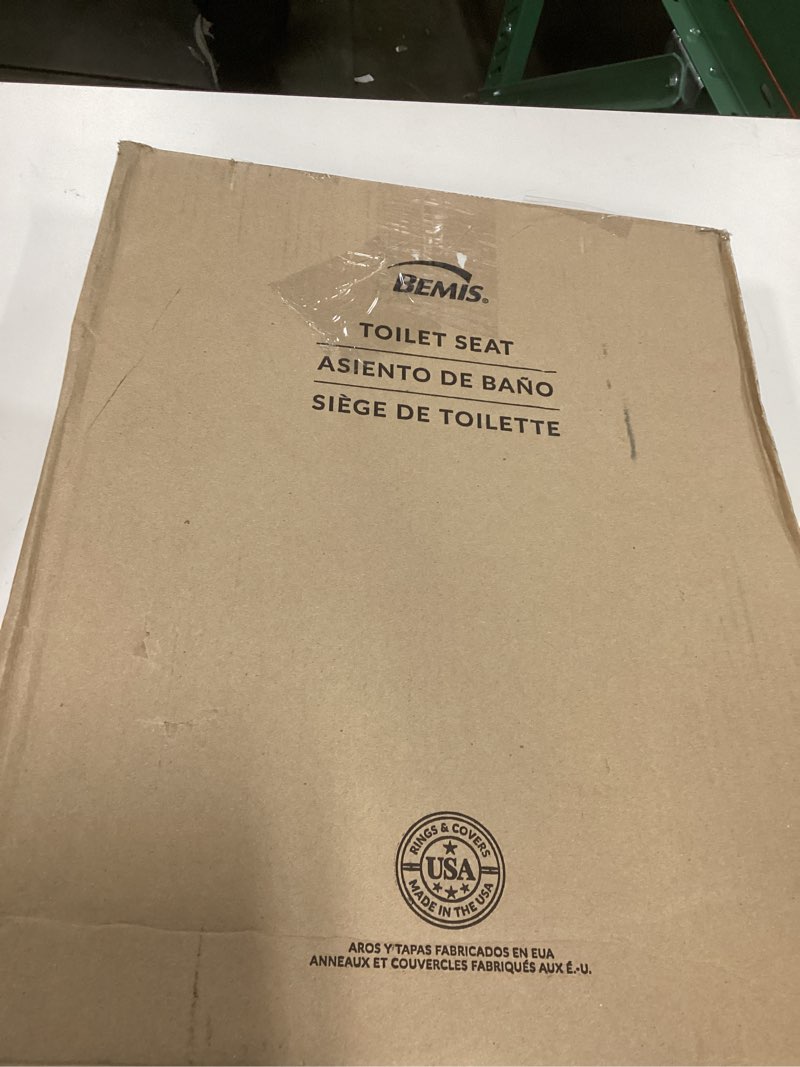 BEMIS®
TOILET SEAT
ASIENTO DE BAÑO
SIÈGE DE TOILETTE
RINGS & COVERS
USA
MADE IN THE USA
AROS Y TAPAS FABRICADOS EN EUA
ANNEAUX ET COUVERCLES FABRIQUÉS AUX É.-U.